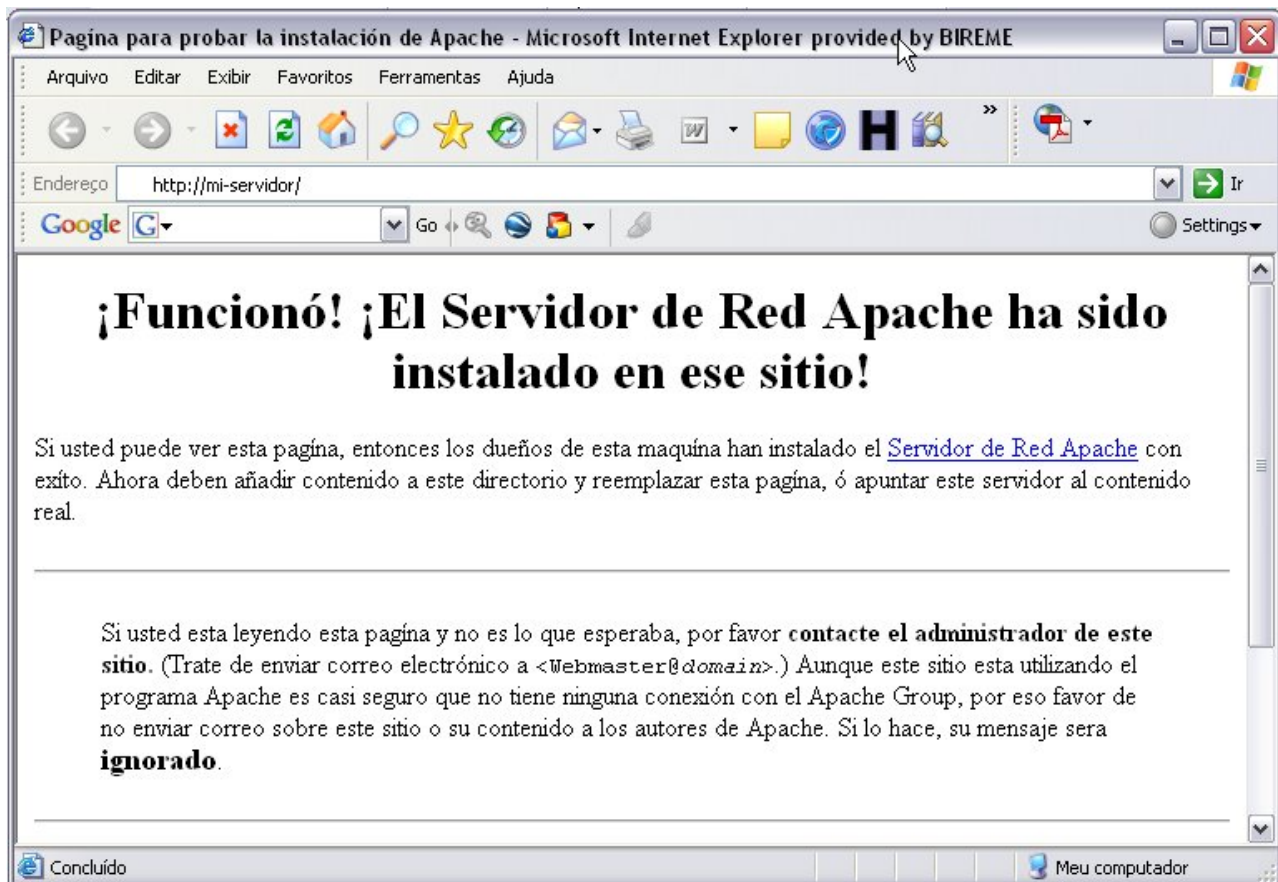 Pagína para probar la instalación de Apache - Microsoft Internet Explorer provided by BIREME
Arquivo Editar Exibir Favoritos Ferramentas Ajuda
W H »
Endereço http://mi-servidor/ Ir
Google G Go Settings
¡Funcionó! ¡El Servidor de Red Apache ha sido
instalado en ese sitio!
Si usted puede ver esta pagína, entonces los dueños de esta maquína han instalado el Servidor de Red Apache con
exíto. Ahora deben añadir contenido a este directorio y reemplazar esta pagína, ó apuntar este servidor al contenido
real.
Si usted esta leyendo esta pagína y no es lo que esperaba, por favor contacte el administrador de este
sitio. (Trate de enviar correo electrónico a <Webmaster@domain>.) Aunque este sitio esta utilizando el
programa Apache es casi seguro que no tiene ninguna conexión con el Apache Group, por eso favor de
no enviar correo sobre este sitio o su contenido a los autores de Apache. Si lo hace, su mensaje sera
ignorado.
Concluído Meu computador